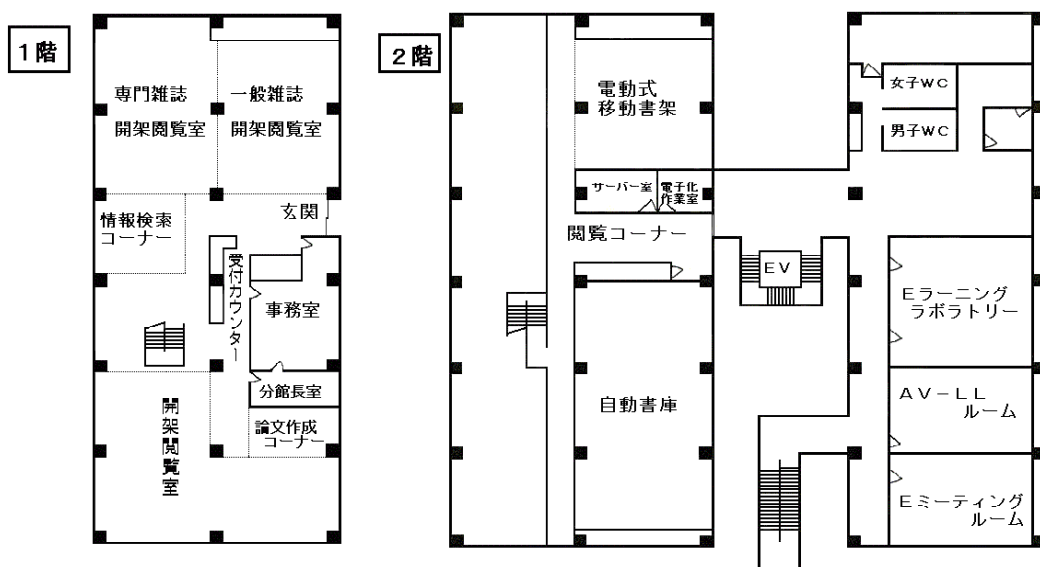 1階
専門雑誌
開架閲覧室
一般雑誌
開架閲覧室
情報検索
コーナー
玄関
受付カウンター
事務室
分館長室
論文作成
コーナー
開架閲覧室
2階
電動式
移動書架
サーバー室
電子化
作業室
閲覧コーナー
自動書庫
EV
女子WC
男子WC
Eラーニング
ラボラトリー
AV-LL
ルーム
Eミーティング
ルーム